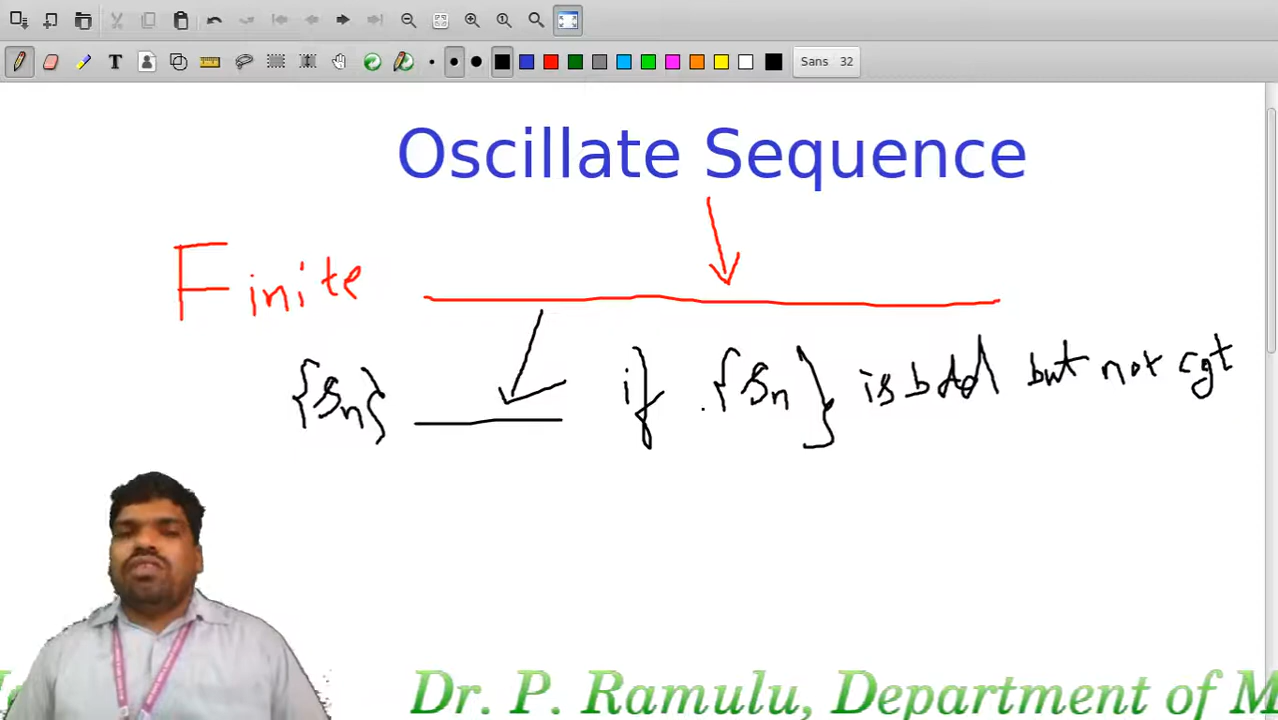 Sans 32
Oscillate Sequence
Finite
{Sn} if {Sn} is bdd but not cgt
Dr. P. Ramulu, Department of M